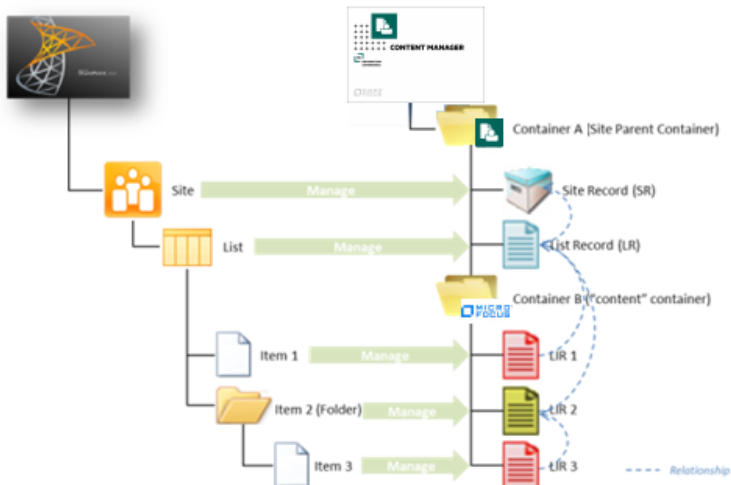 CONTENT MANAGER
Container A |Site Parent Container)
Site
Manage
Site Record (SR)
List
Manage
List Record (LR)
Container B ("content" container)
MICRO
FOCUS
Item 1
Manage
LIR 1
Item 2 (Folder)
Manage
LIR 2
Item 3
Manage
LIR 3
Relationship